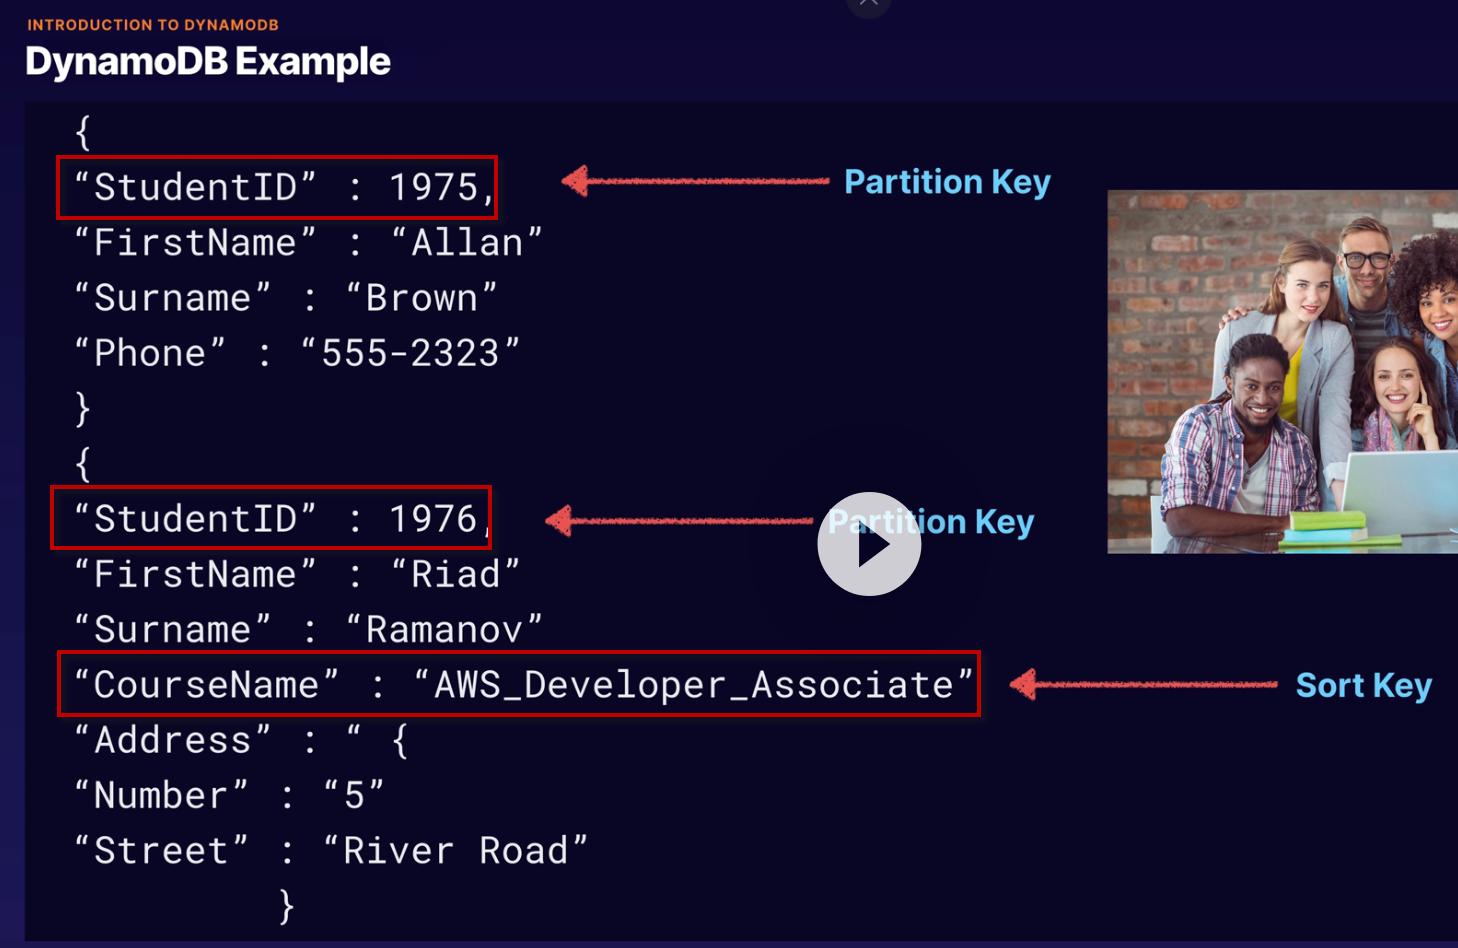 INTRODUCTION TO DYNAMODB
DynamoDB Example
{
“StudentID” : 1975,
Partition Key
“FirstName” : “Allan”
“Surname” : “Brown”
“Phone” : “555-2323”
}
{
“StudentID” : 1976,
Partition Key
“FirstName” : “Riad”
“Surname” : “Ramanov”
“CourseName” : “AWS_Developer_Associate”
Sort Key
“Address” : “ {
“Number” : “5”
“Street” : “River Road”
}